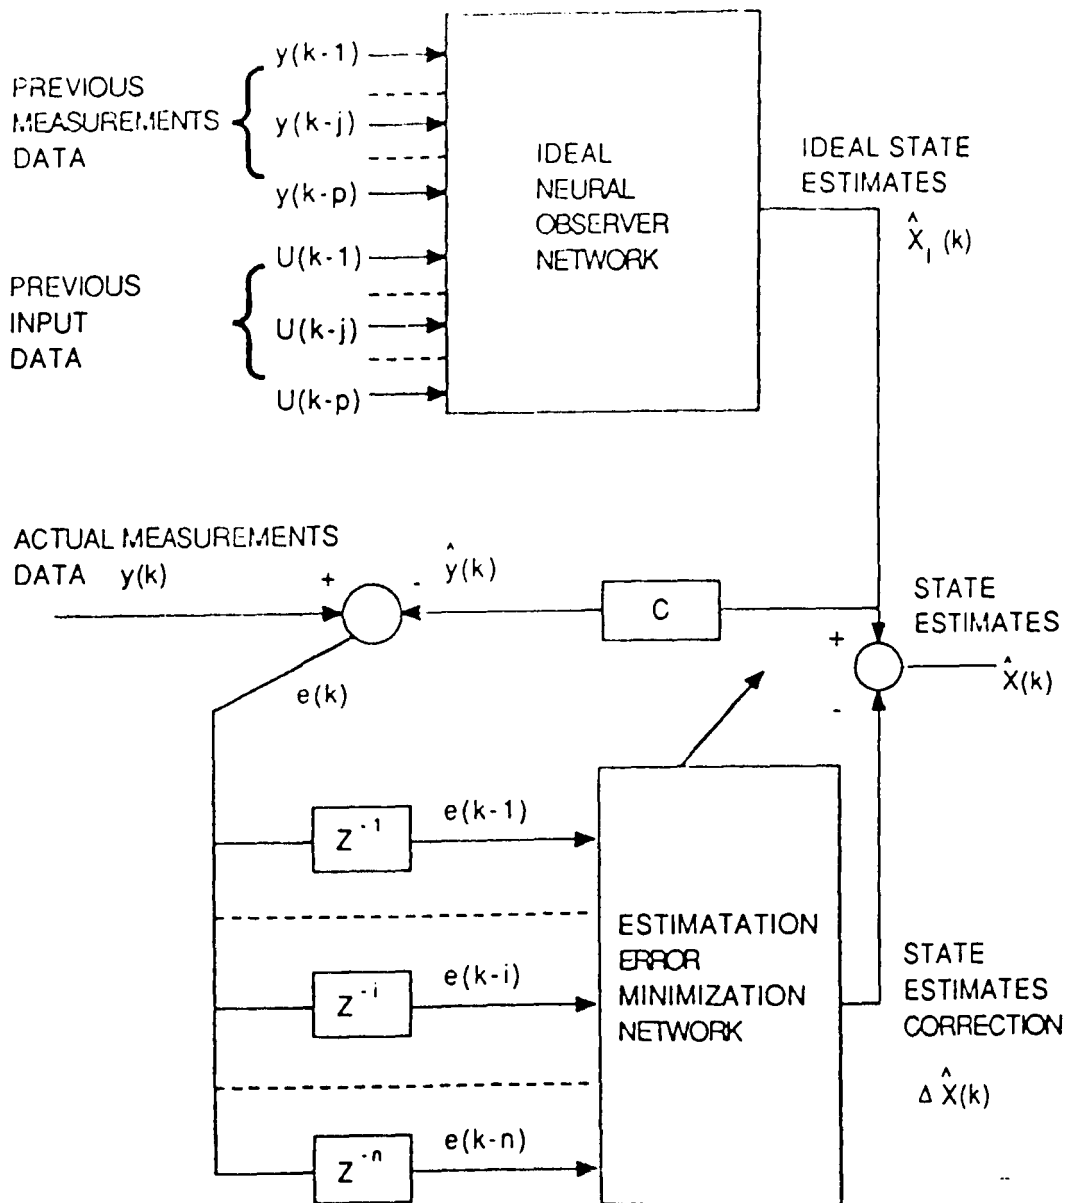 PREVIOUS
MEASUREMENTS
DATA
y(k-1)
y(k-j)
y(k-p)
PREVIOUS
INPUT
DATA
U(k-1)
U(k-j)
U(k-p)
IDEAL
NEURAL
OBSERVER
NETWORK
IDEAL STATE
ESTIMATES
X̂I (k)
ACTUAL MEASUREMENTS
DATA y(k)
+
-
ŷ(k)
C
+
-
STATE
ESTIMATES
X̂(k)
e(k)
Z-1
e(k-1)
Z-i
e(k-i)
Z-n
e(k-n)
ESTIMATATION
ERROR
MINIMIZATION
NETWORK
STATE
ESTIMATES
CORRECTION
Δ X̂(k)